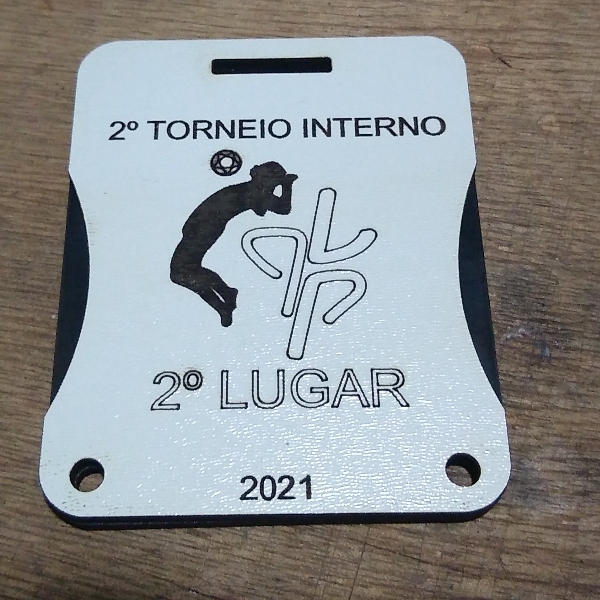 2º TORNEIO INTERNO
2º LUGAR
2021